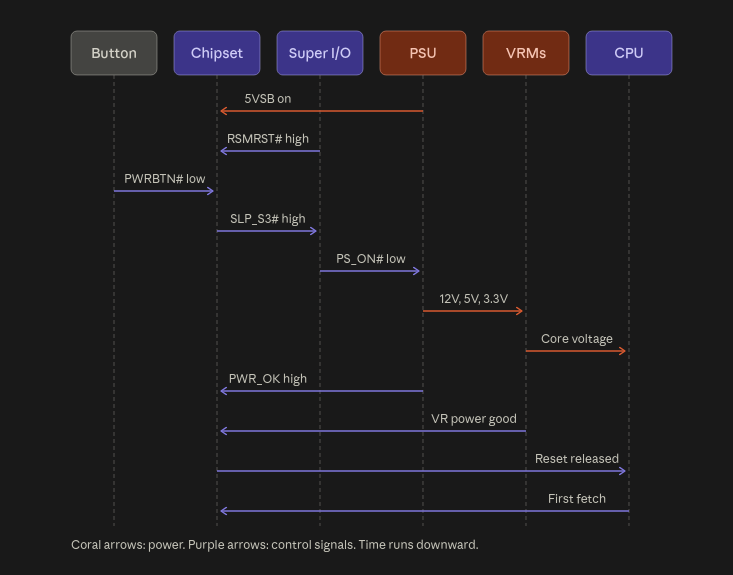 Button
Chipset
Super I/O
PSU
VRMs
CPU
5VSB on
RSMRST# high
PWRBTN# low
SLP_S3# high
PS_ON# low
12V, 5V, 3.3V
Core voltage
PWR_OK high
VR power good
Reset released
First fetch
Coral arrows: power. Purple arrows: control signals. Time runs downward.